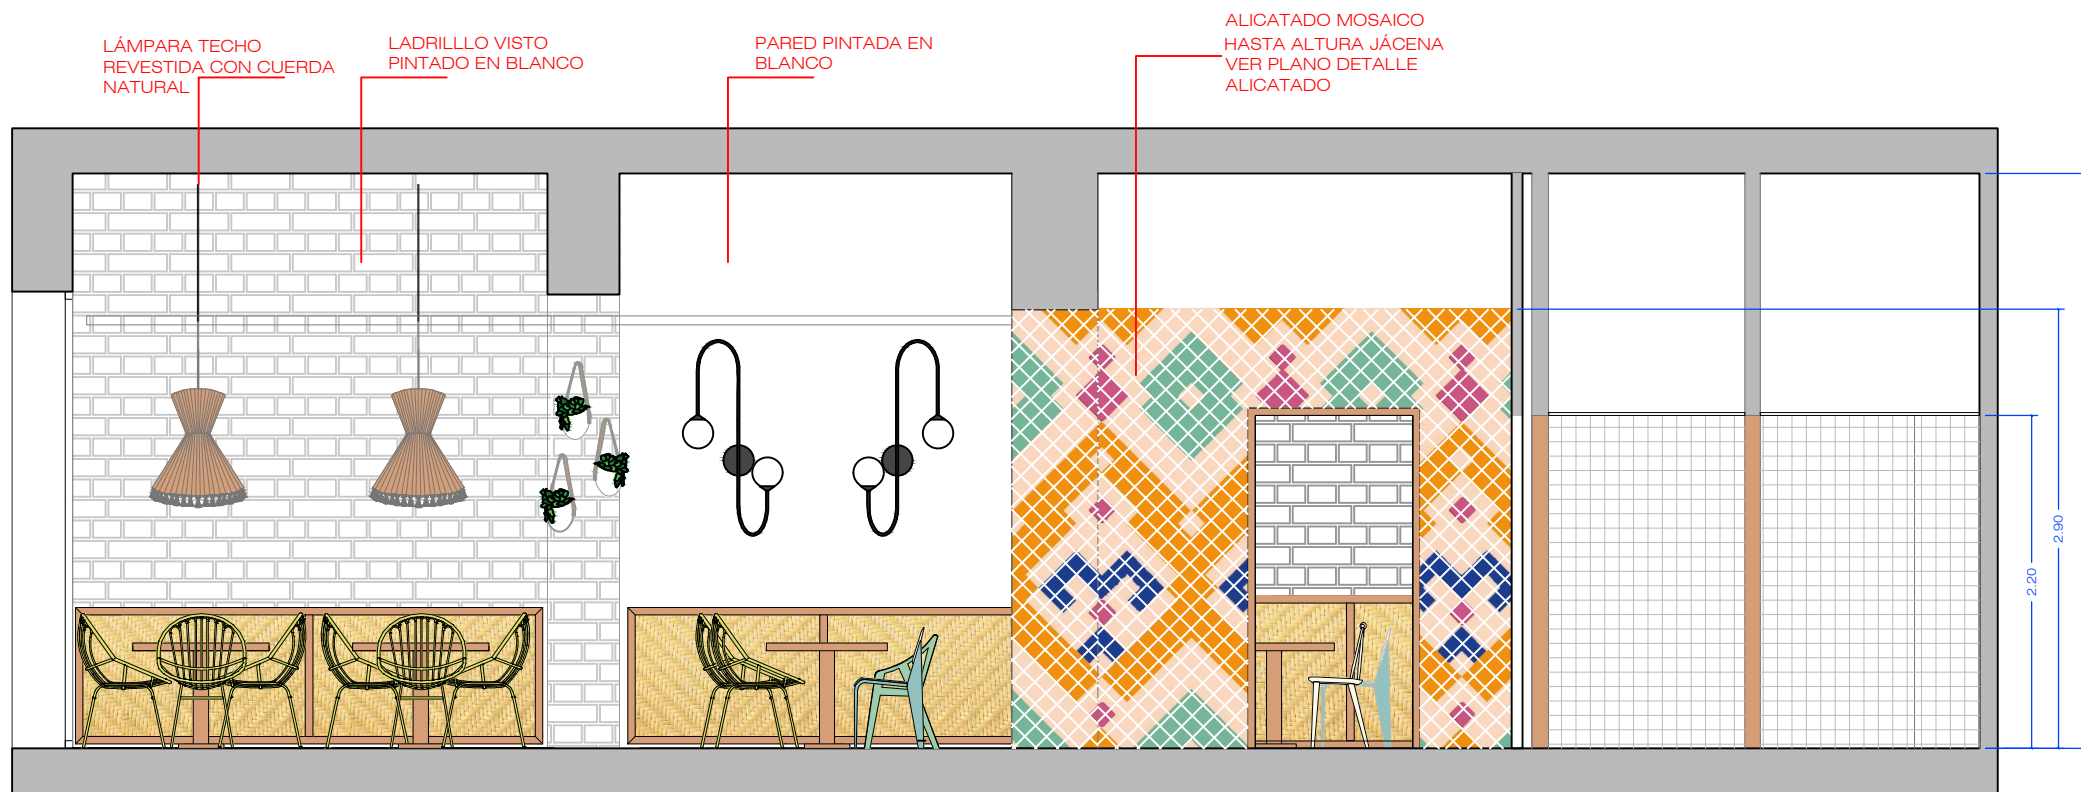 LÁMPARA TECHO
REVESTIDA CON CUERDA
NATURAL
LADRILLLO VISTO
PINTADO EN BLANCO
PARED PINTADA EN
BLANCO
ALICATADO MOSAICO
HASTA ALTURA JÁCENA
VER PLANO DETALLE
ALICATADO
2.20
2.90